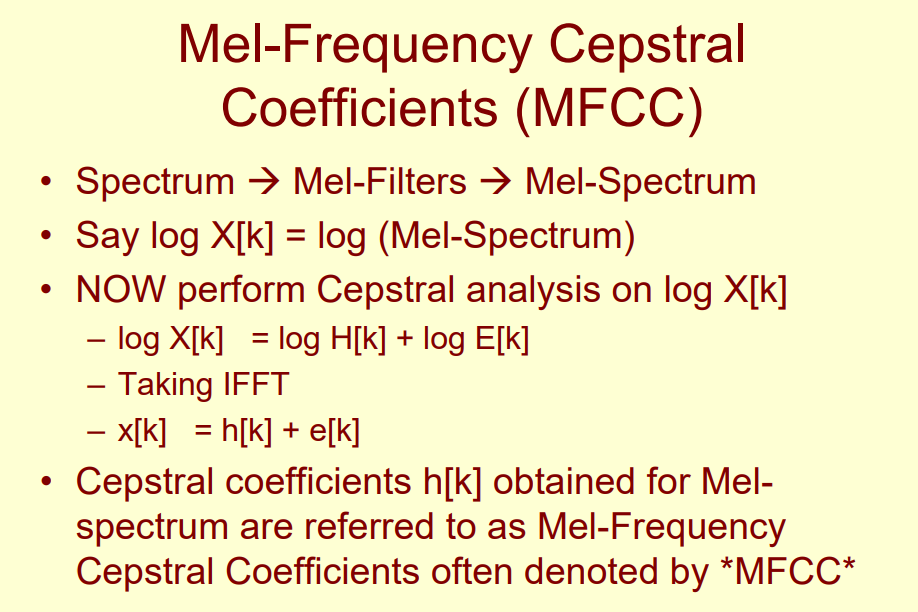 Mel-Frequency Cepstral
Coefficients (MFCC)
• Spectrum → Mel-Filters → Mel-Spectrum
• Say log X[k] = log (Mel-Spectrum)
• NOW perform Cepstral analysis on log X[k]
– log X[k] = log H[k] + log E[k]
– Taking IFFT
– x[k] = h[k] + e[k]
• Cepstral coefficients h[k] obtained for Mel-
spectrum are referred to as Mel-Frequency
Cepstral Coefficients often denoted by *MFCC*